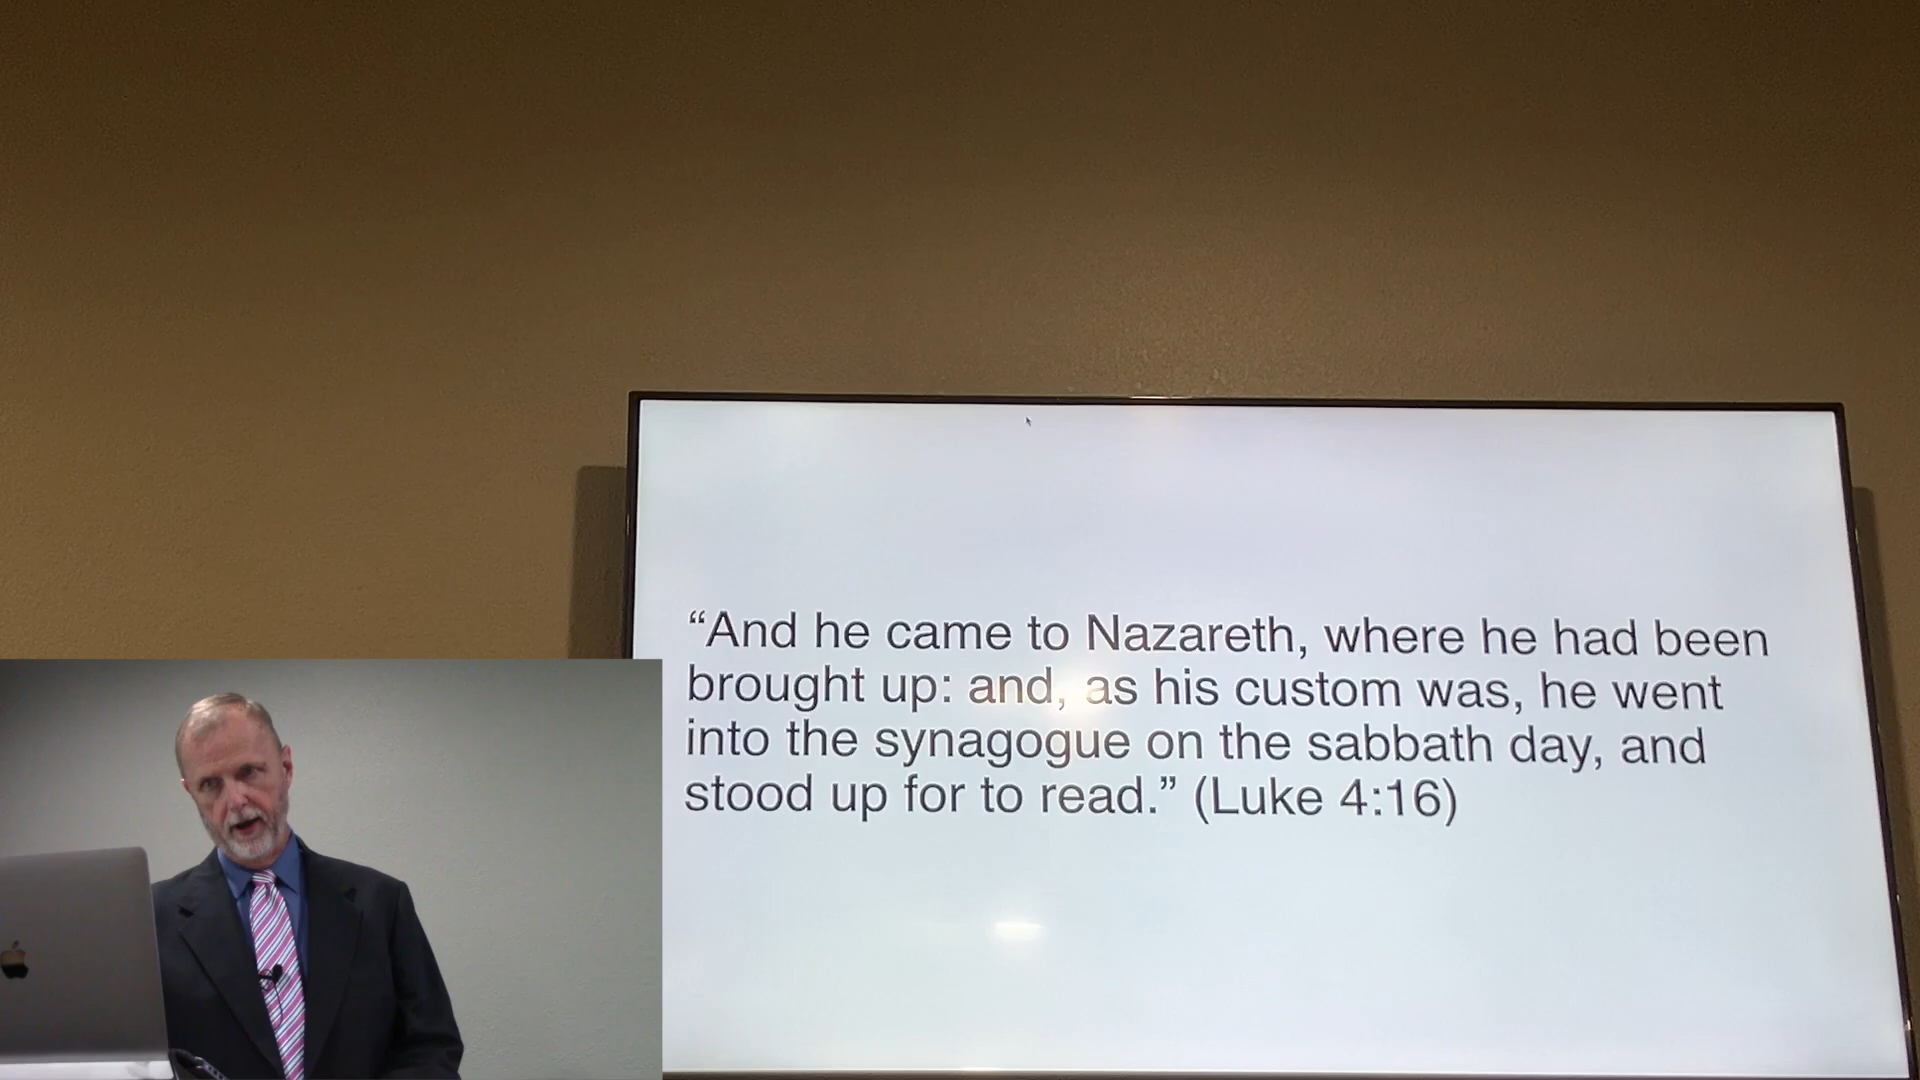 “And he came to Nazareth, where he had been
brought up: and, as his custom was, he went
into the synagogue on the sabbath day, and
stood up for to read.” (Luke 4:16)